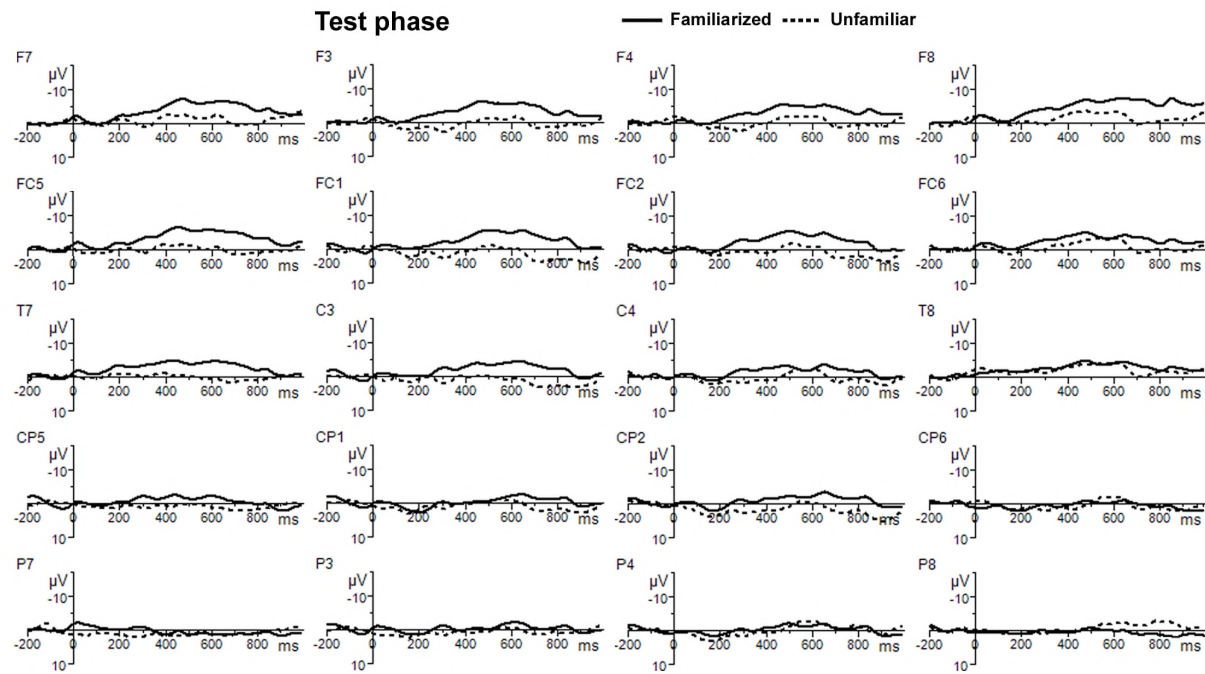 Test phase Familiarized Unfamiliar
F7 F3 F4 F8
µV µV µV µV
-10 -10 -10 -10
-200 0 200 400 600 800 ms -200 0 200 400 600 800 ms -200 0 200 400 600 800 ms -200 0 200 400 600 800 ms
10 10 10 10
FC5 FC1 FC2 FC6
µV µV µV µV
-10 -10 -10 -10
-200 0 200 400 600 800 ms -200 0 200 400 600 800 ms -200 0 200 400 600 800 ms -200 0 200 400 600 800 ms
10 10 10 10
T7 C3 C4 T8
µV µV µV µV
-10 -10 -10 -10
-200 0 200 400 600 800 ms -200 0 200 400 600 800 ms -200 0 200 400 600 800 ms -200 0 200 400 600 800 ms
10 10 10 10
CP5 CP1 CP2 CP6
µV µV µV µV
-10 -10 -10 -10
-200 0 200 400 600 800 ms -200 0 200 400 600 800 ms -200 0 200 400 600 800 ms -200 0 200 400 600 800 ms
10 10 10 10
P7 P3 P4 P8
µV µV µV µV
-10 -10 -10 -10
-200 0 200 400 600 800 ms -200 0 200 400 600 800 ms -200 0 200 400 600 800 ms -200 0 200 400 600 800 ms
10 10 10 10